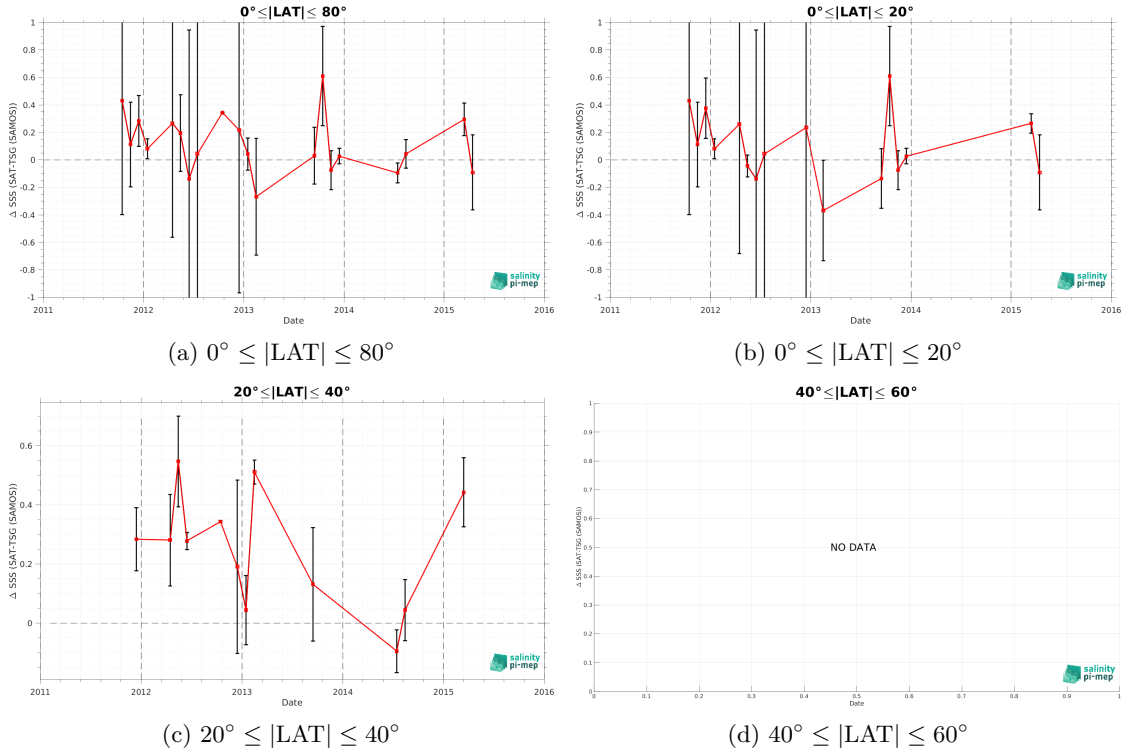 0°≤|LAT|≤ 80°
1
0.8
0.6
0.4
0.2
0
-0.2
-0.4
-0.6
-0.8
-1
Δ SSS (SAT-TSG (SAMOS))
2011
2012
2013
2014
2015
2016
Date
salinity
pi-mep
(a) 0° ≤ |LAT| ≤ 80°
0°≤|LAT|≤ 20°
1
0.8
0.6
0.4
0.2
0
-0.2
-0.4
-0.6
-0.8
-1
Δ SSS (SAT-TSG (SAMOS))
2011
2012
2013
2014
2015
2016
Date
salinity
pi-mep
(b) 0° ≤ |LAT| ≤ 20°
20°≤|LAT|≤ 40°
0.6
0.4
0.2
0
Δ SSS (SAT-TSG (SAMOS))
2011
2012
2013
2014
2015
2016
Date
salinity
pi-mep
(c) 20° ≤ |LAT| ≤ 40°
40°≤|LAT|≤ 60°
1
0.9
0.8
0.7
0.6
0.5
0.4
0.3
0.2
0.1
0
Δ SSS (SAT-TSG (SAMOS))
NO DATA
0
0.1
0.2
0.3
0.4
0.5
0.6
0.7
0.8
0.9
1
Date
salinity
pi-mep
(d) 40° ≤ |LAT| ≤ 60°